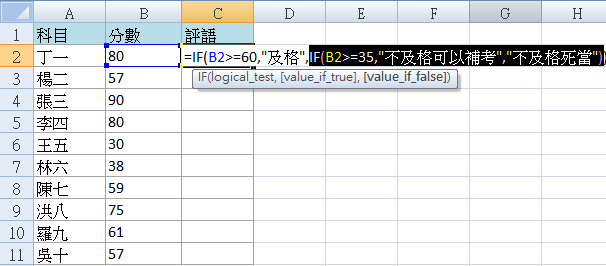 A B C D E F G H
1 科目 分數 評語
2 丁一 80 =IF(B2>=60,"及格",IF(B2>=35,"不及格可以補考","不及格死當"))
IF(logical_test, [value_if_true], [value_if_false])
3 楊二 57
4 張三 90
5 李四 80
6 王五 30
7 林六 38
8 陳七 59
9 洪八 75
10 羅九 61
11 吳十 57